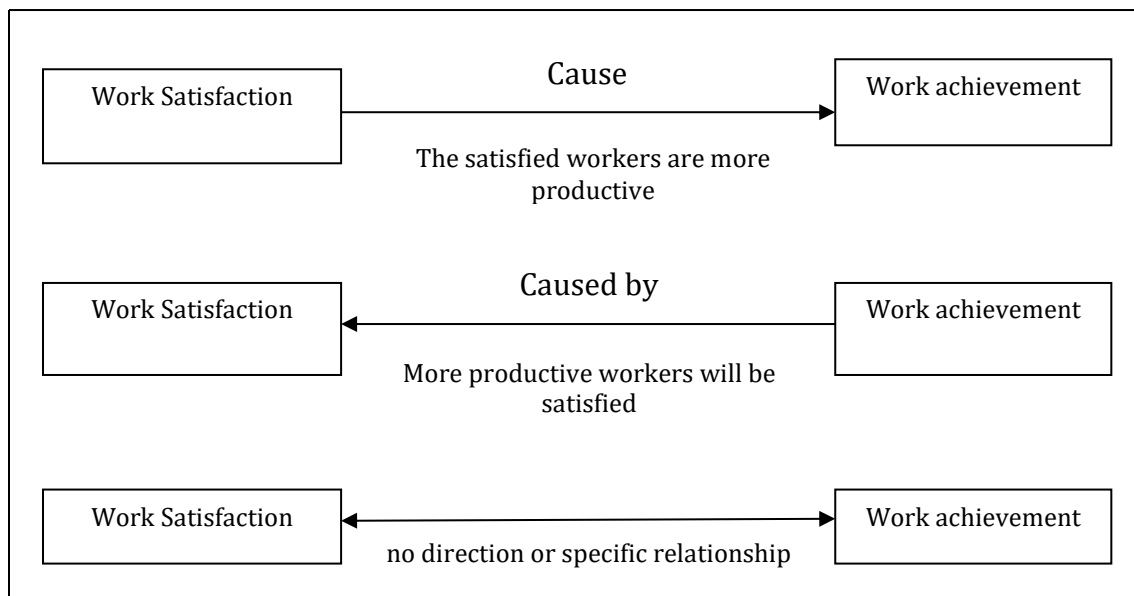 Cause
Work Satisfaction
Work achievement
The satisfied workers are more
productive
Caused by
Work Satisfaction
Work achievement
More productive workers will be
satisfied
Work Satisfaction
Work achievement
no direction or specific relationship